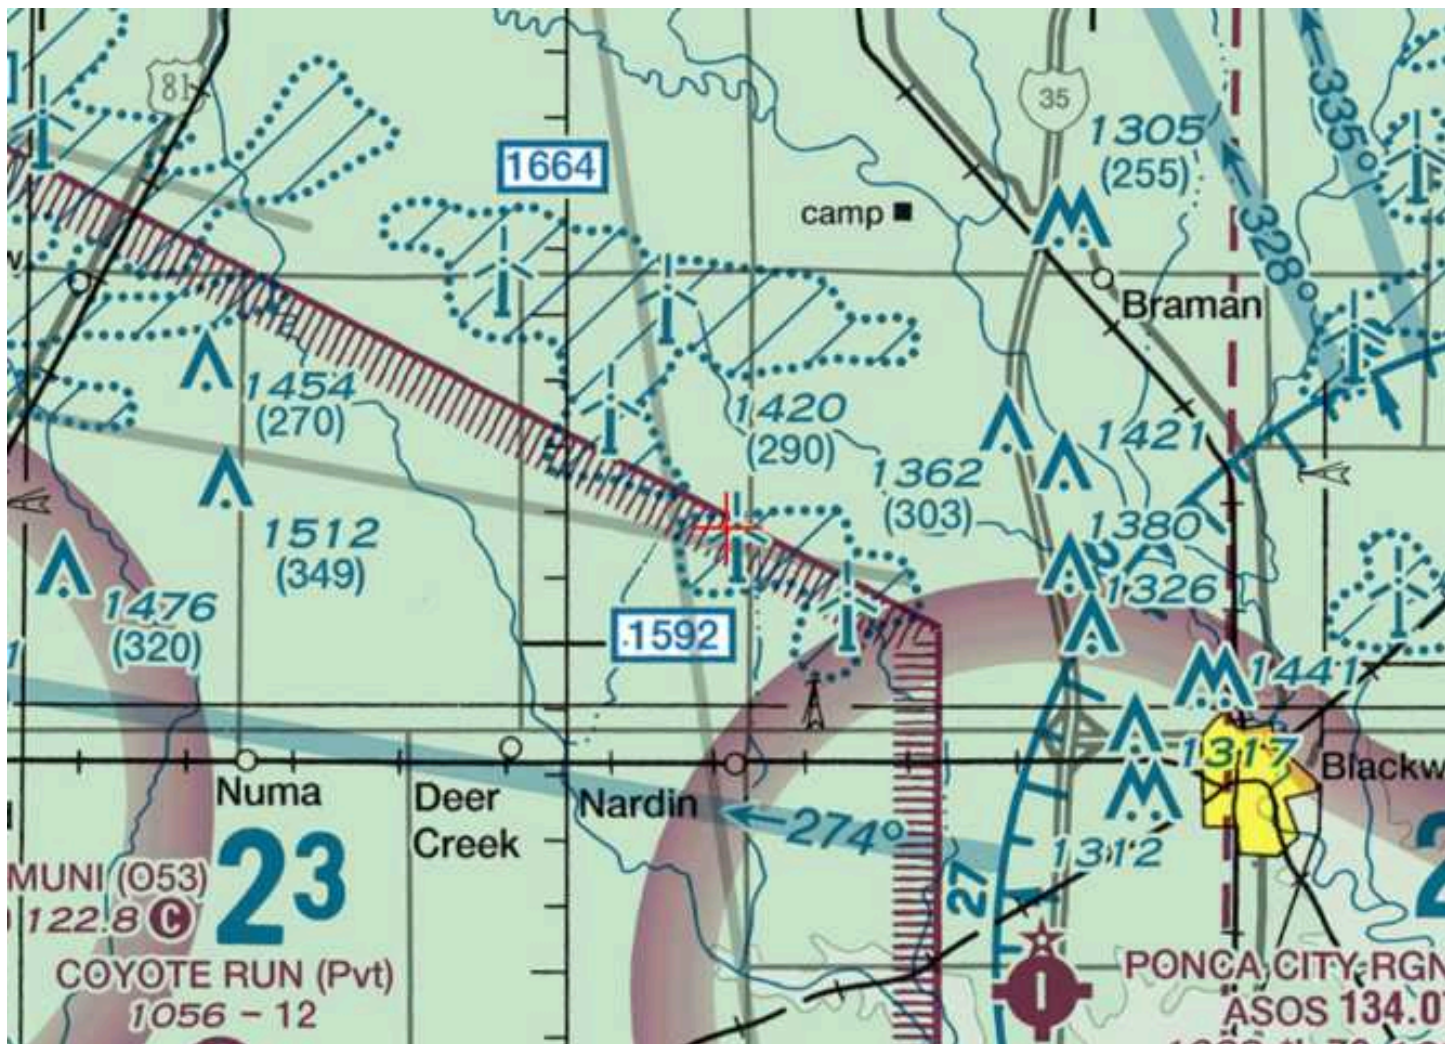 81
35
1305
(255)
335°
1664
camp
328°
Braman
1454
(270)
1420
(290)
1421
1362
(303)
1512
(349)
1380
1476
(320)
1326
1592
1441
1317
Numa
Deer
Creek
Nardin
274°
1312
27
23
MUNI (O53)
122.8 C
COYOTE RUN (Pvt)
1056 - 12
PONCA CITY RGN
ASOS 134.0